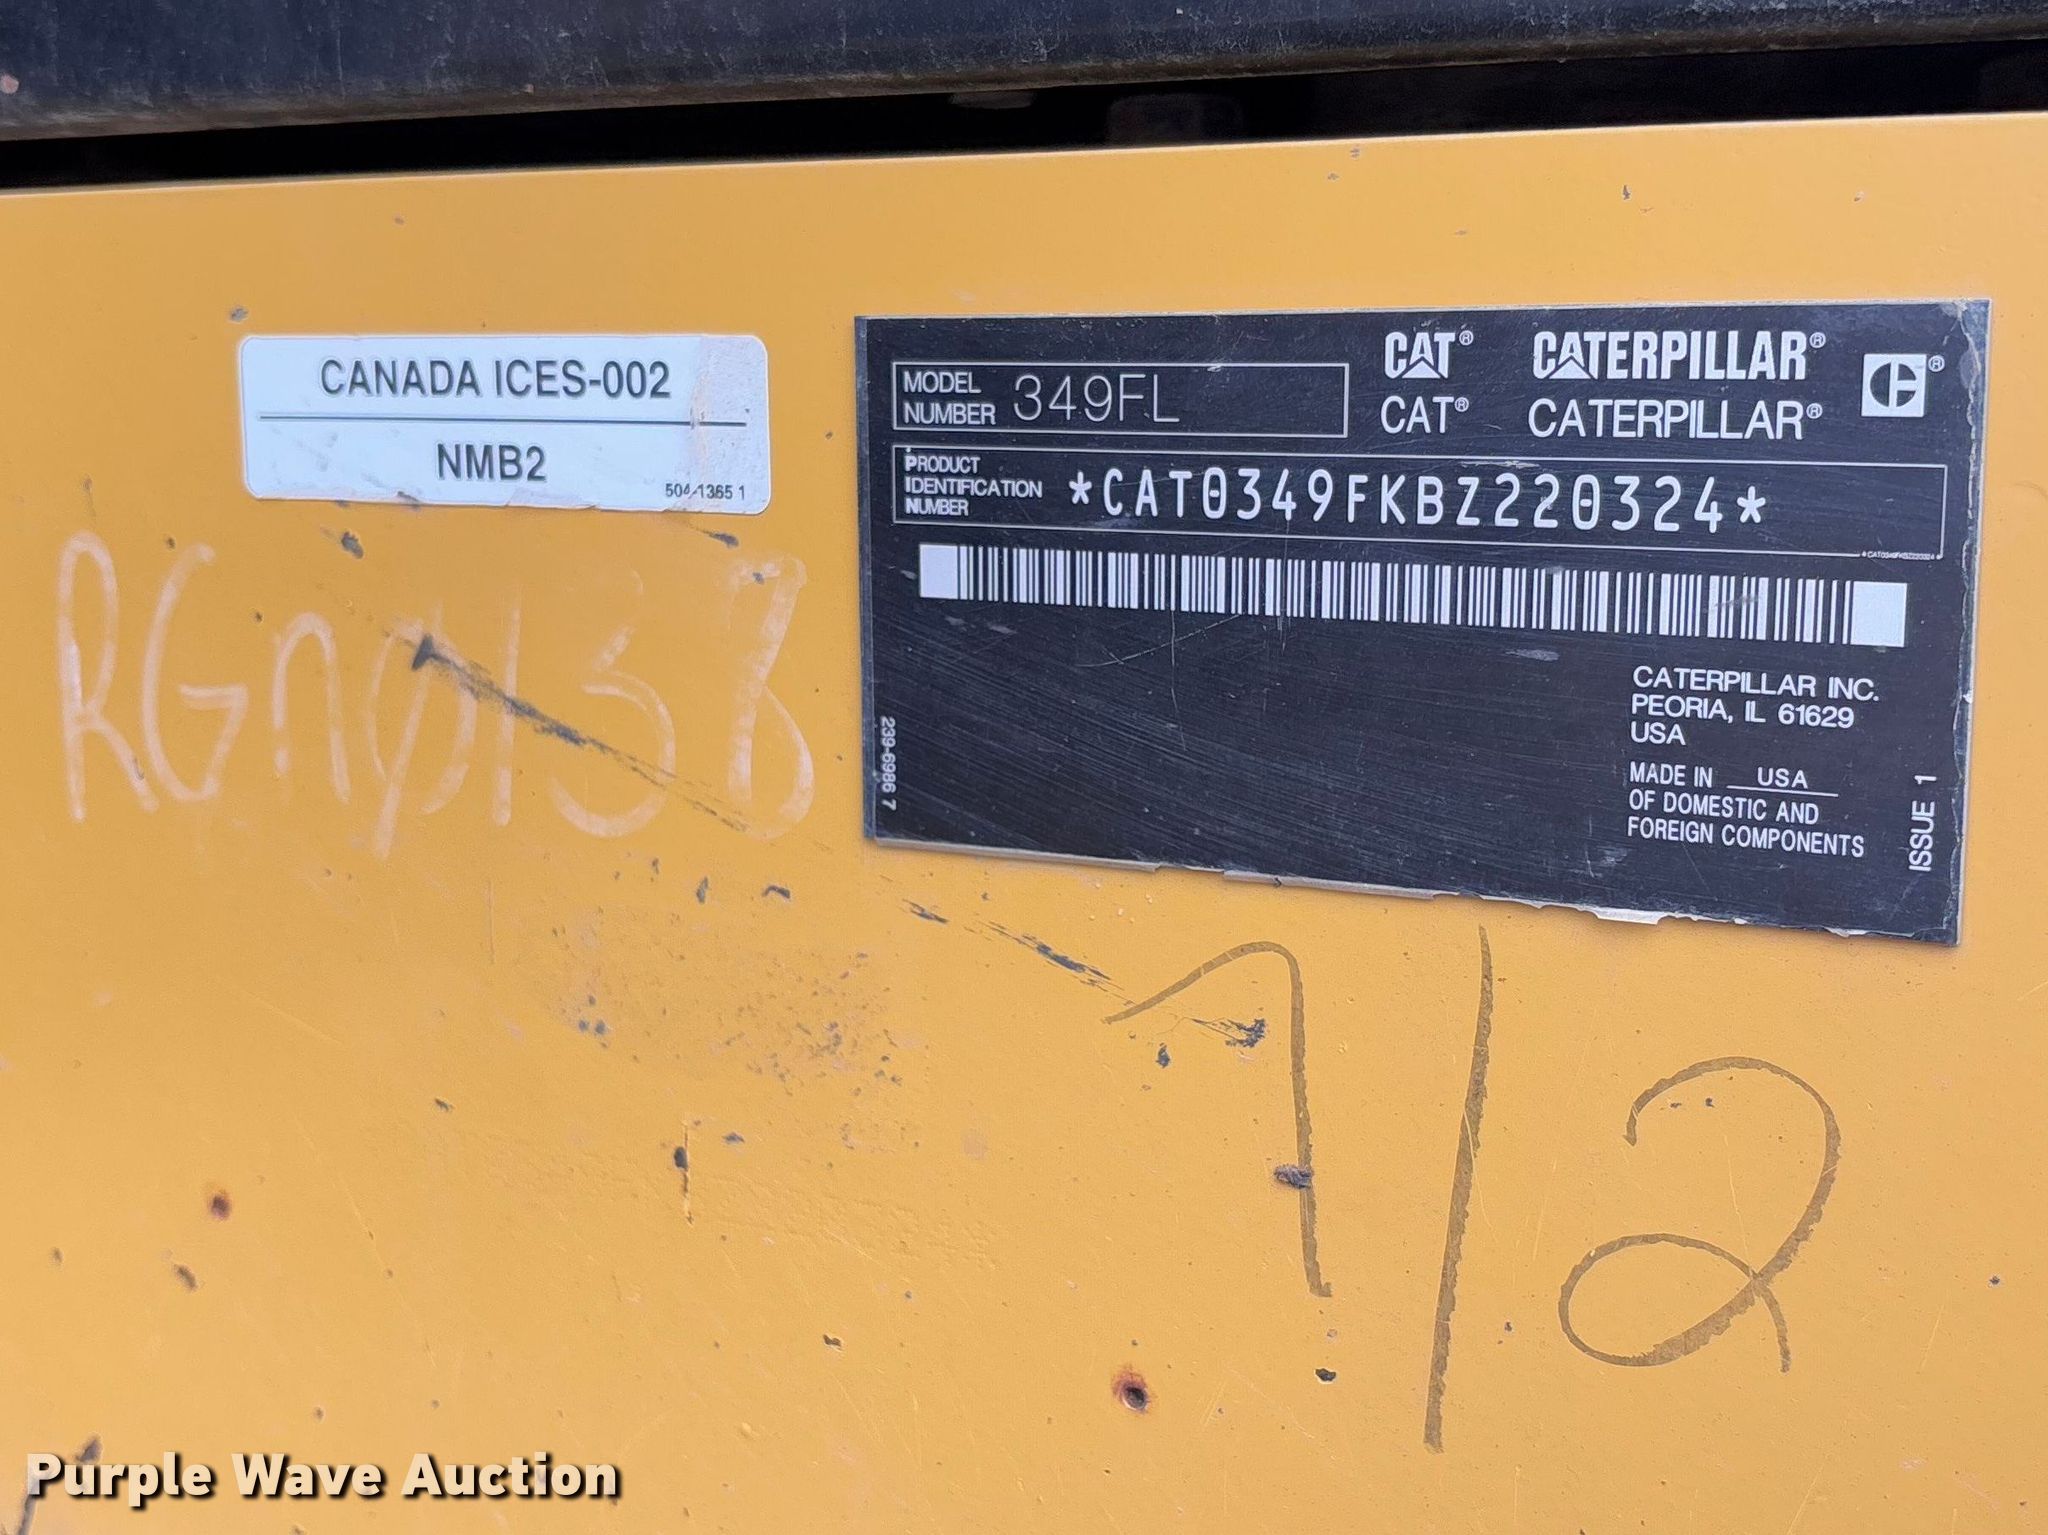 CANADA ICES-002
NMB2
504-1365 1
MODEL NUMBER 349FL
CAT® CATERPILLAR®
CAT® CATERPILLAR®
PRODUCT IDENTIFICATION NUMBER *CAT0349FKBZ220324*
*CAT0349FKBZ220324*
CATERPILLAR INC.
PEORIA, IL 61629
USA
MADE IN USA
OF DOMESTIC AND
FOREIGN COMPONENTS
239-6986 7
ISSUE 1
1/2
Purple Wave Auction